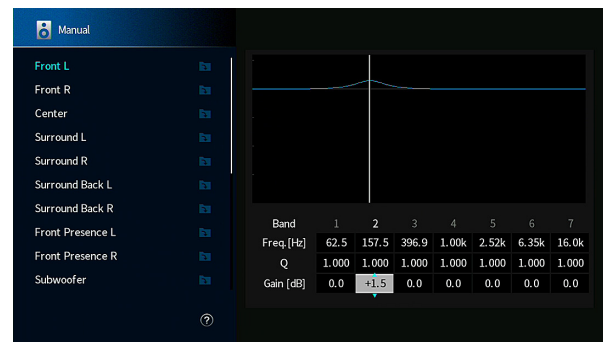 Manual
Front L
Front R
Center
Surround L
Surround R
Surround Back L
Surround Back R
Front Presence L
Front Presence R
Subwoofer
?
Band 1 2 3 4 5 6 7
Freq.[Hz] 62.5 157.5 396.9 1.00k 2.52k 6.35k 16.0k
Q 1.000 1.000 1.000 1.000 1.000 1.000 1.000
Gain [dB] 0.0 +1.5 0.0 0.0 0.0 0.0 0.0